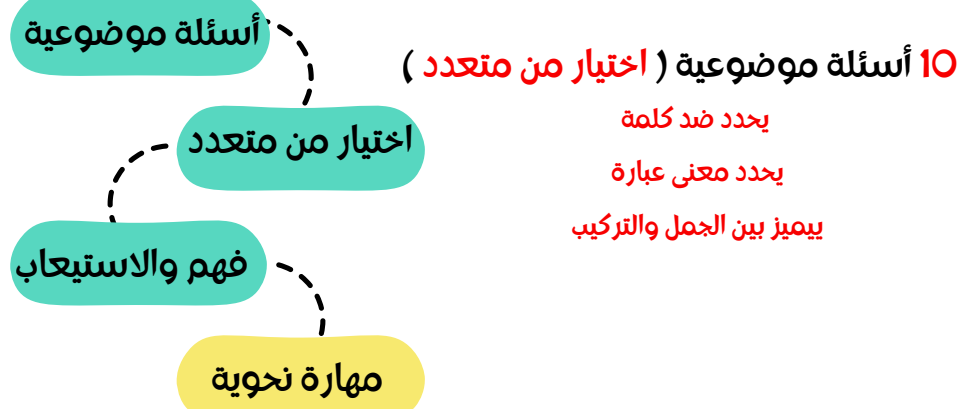 أسئلة موضوعية
10 أسئلة موضوعية ( اختيار من متعدد )
يحدد ضد كلمة
اختيار من متعدد
يحدد معنى عبارة
ييميز بين الجمل والتركيب
فهم والاستيعاب
مهارة نحوية